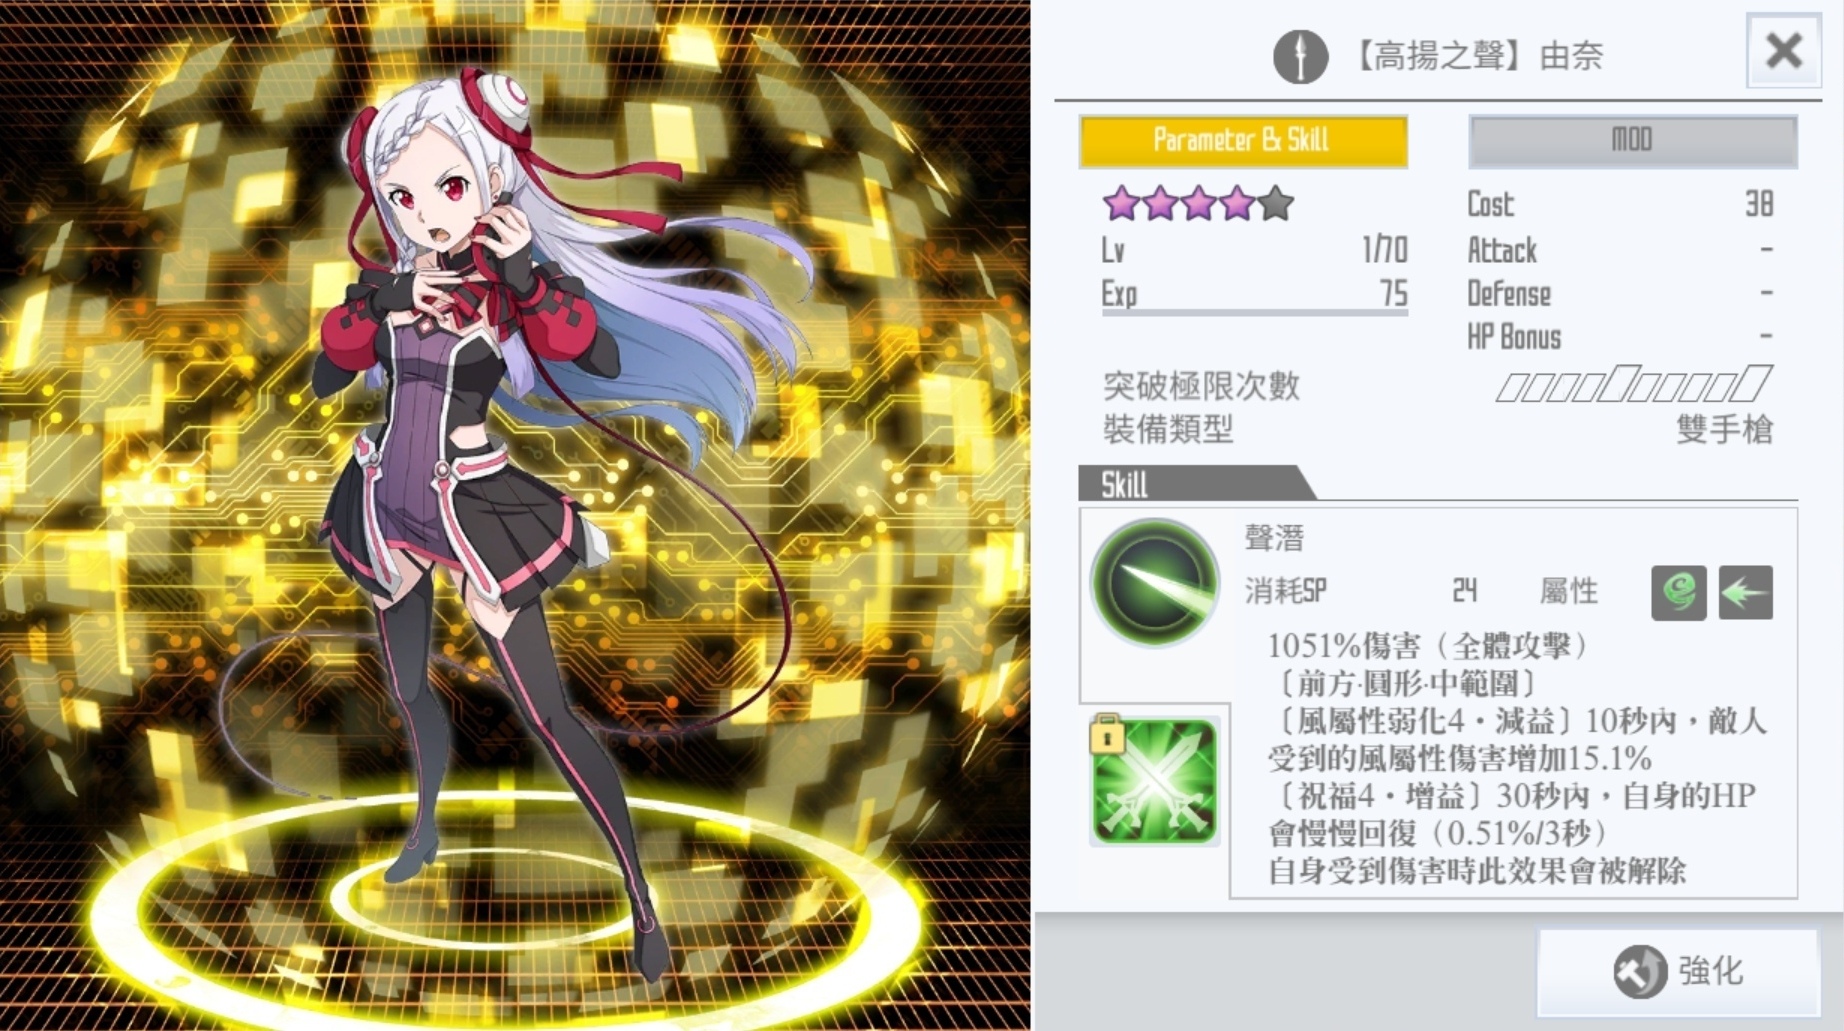 【高揚之聲】由奈
Parameter & Skill
MOD
Lv 1/70
Exp 75
Cost 38
Attack -
Defense -
HP Bonus -
突破極限次數
裝備類型 雙手槍
Skill
聲潛
消耗SP 24 屬性
1051%傷害（全體攻擊）
〔前方·圓形·中範圍〕
〔風屬性弱化4・減益〕10秒內，敵人
受到的風屬性傷害增加15.1%
〔祝福4・增益〕30秒內，自身的HP
會慢慢回復（0.51%/3秒）
自身受到傷害時此效果會被解除
強化